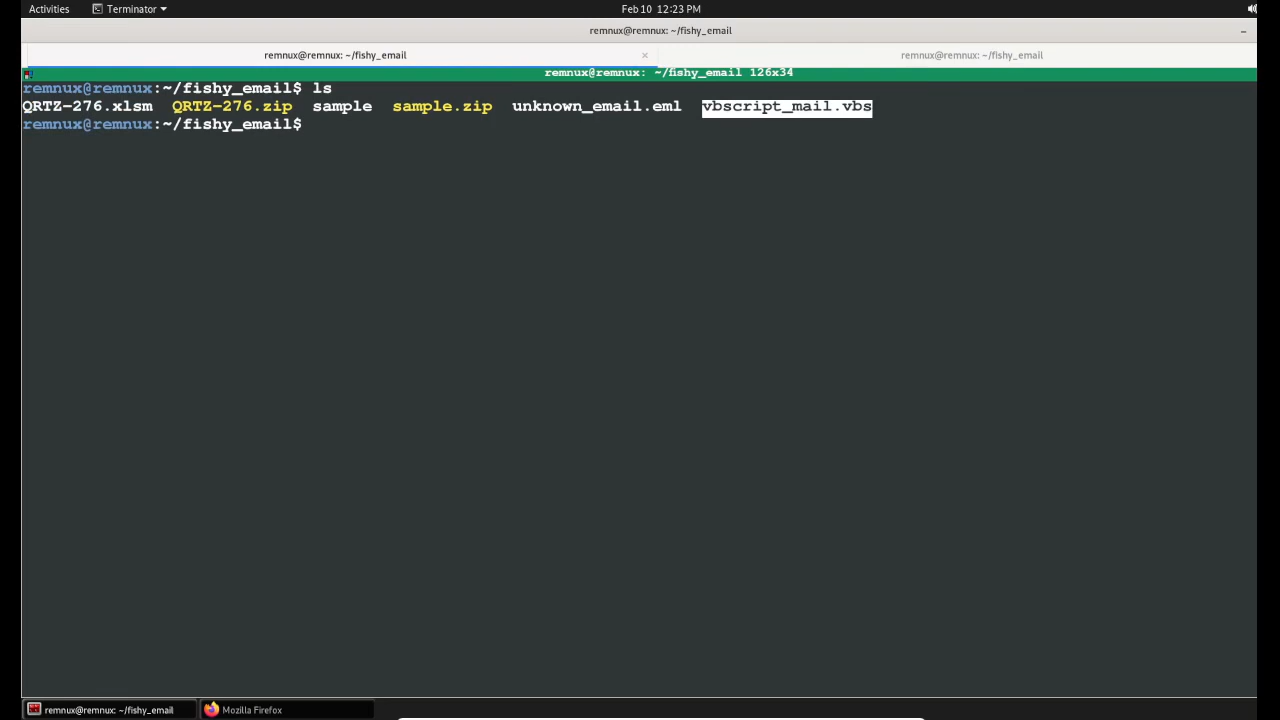 Activities Terminator Feb 10 12:23 PM
remnux@remnux: ~/fishy_email
remnux@remnux: ~/fishy_email × remnux@remnux: ~/fishy_email
remnux@remnux: ~/fishy_email 126x34
remnux@remnux:~/fishy_email$ ls
QRTZ-276.xlsm QRTZ-276.zip sample sample.zip unknown_email.eml vbscript_mail.vbs
remnux@remnux:~/fishy_email$
remnux@remnux: ~/fishy_email Mozilla Firefox